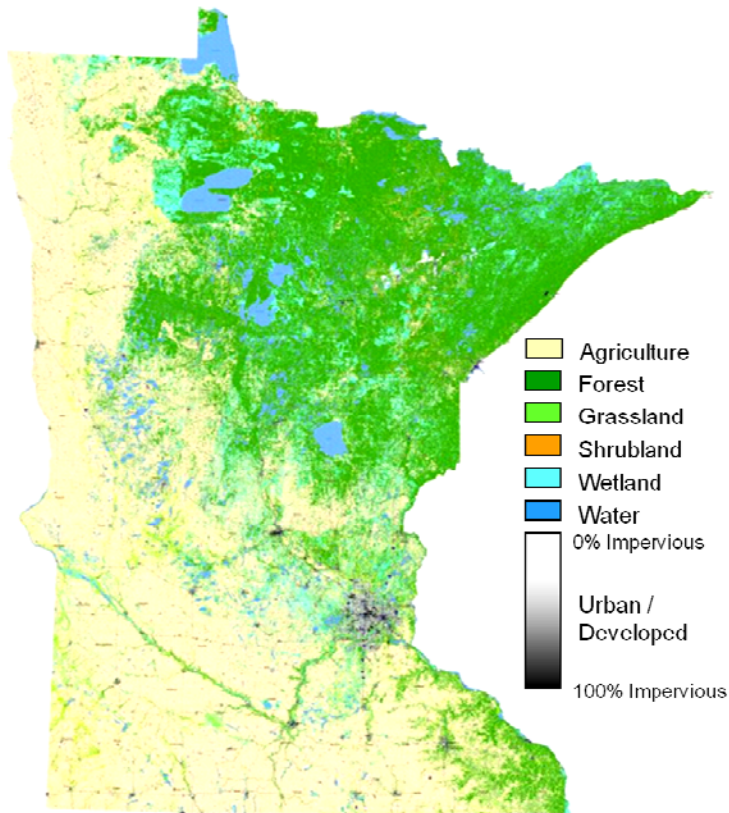 Agriculture
Forest
Grassland
Shrubland
Wetland
Water
0% Impervious
Urban /
Developed
100% Impervious